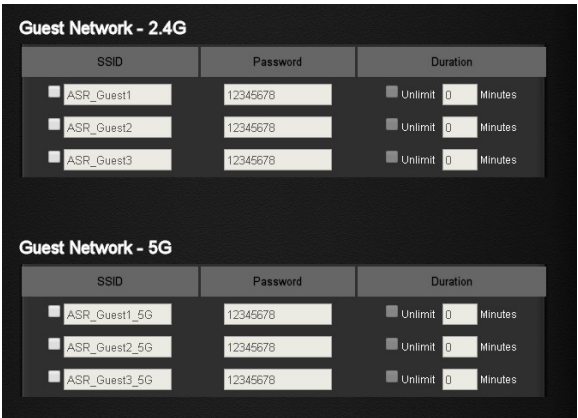 Guest Network - 2.4G
SSID Password Duration
ASR_Guest1 12345678 Unlimit 0 Minutes
ASR_Guest2 12345678 Unlimit 0 Minutes
ASR_Guest3 12345678 Unlimit 0 Minutes
Guest Network - 5G
SSID Password Duration
ASR_Guest1_5G 12345678 Unlimit 0 Minutes
ASR_Guest2_5G 12345678 Unlimit 0 Minutes
ASR_Guest3_5G 12345678 Unlimit 0 Minutes